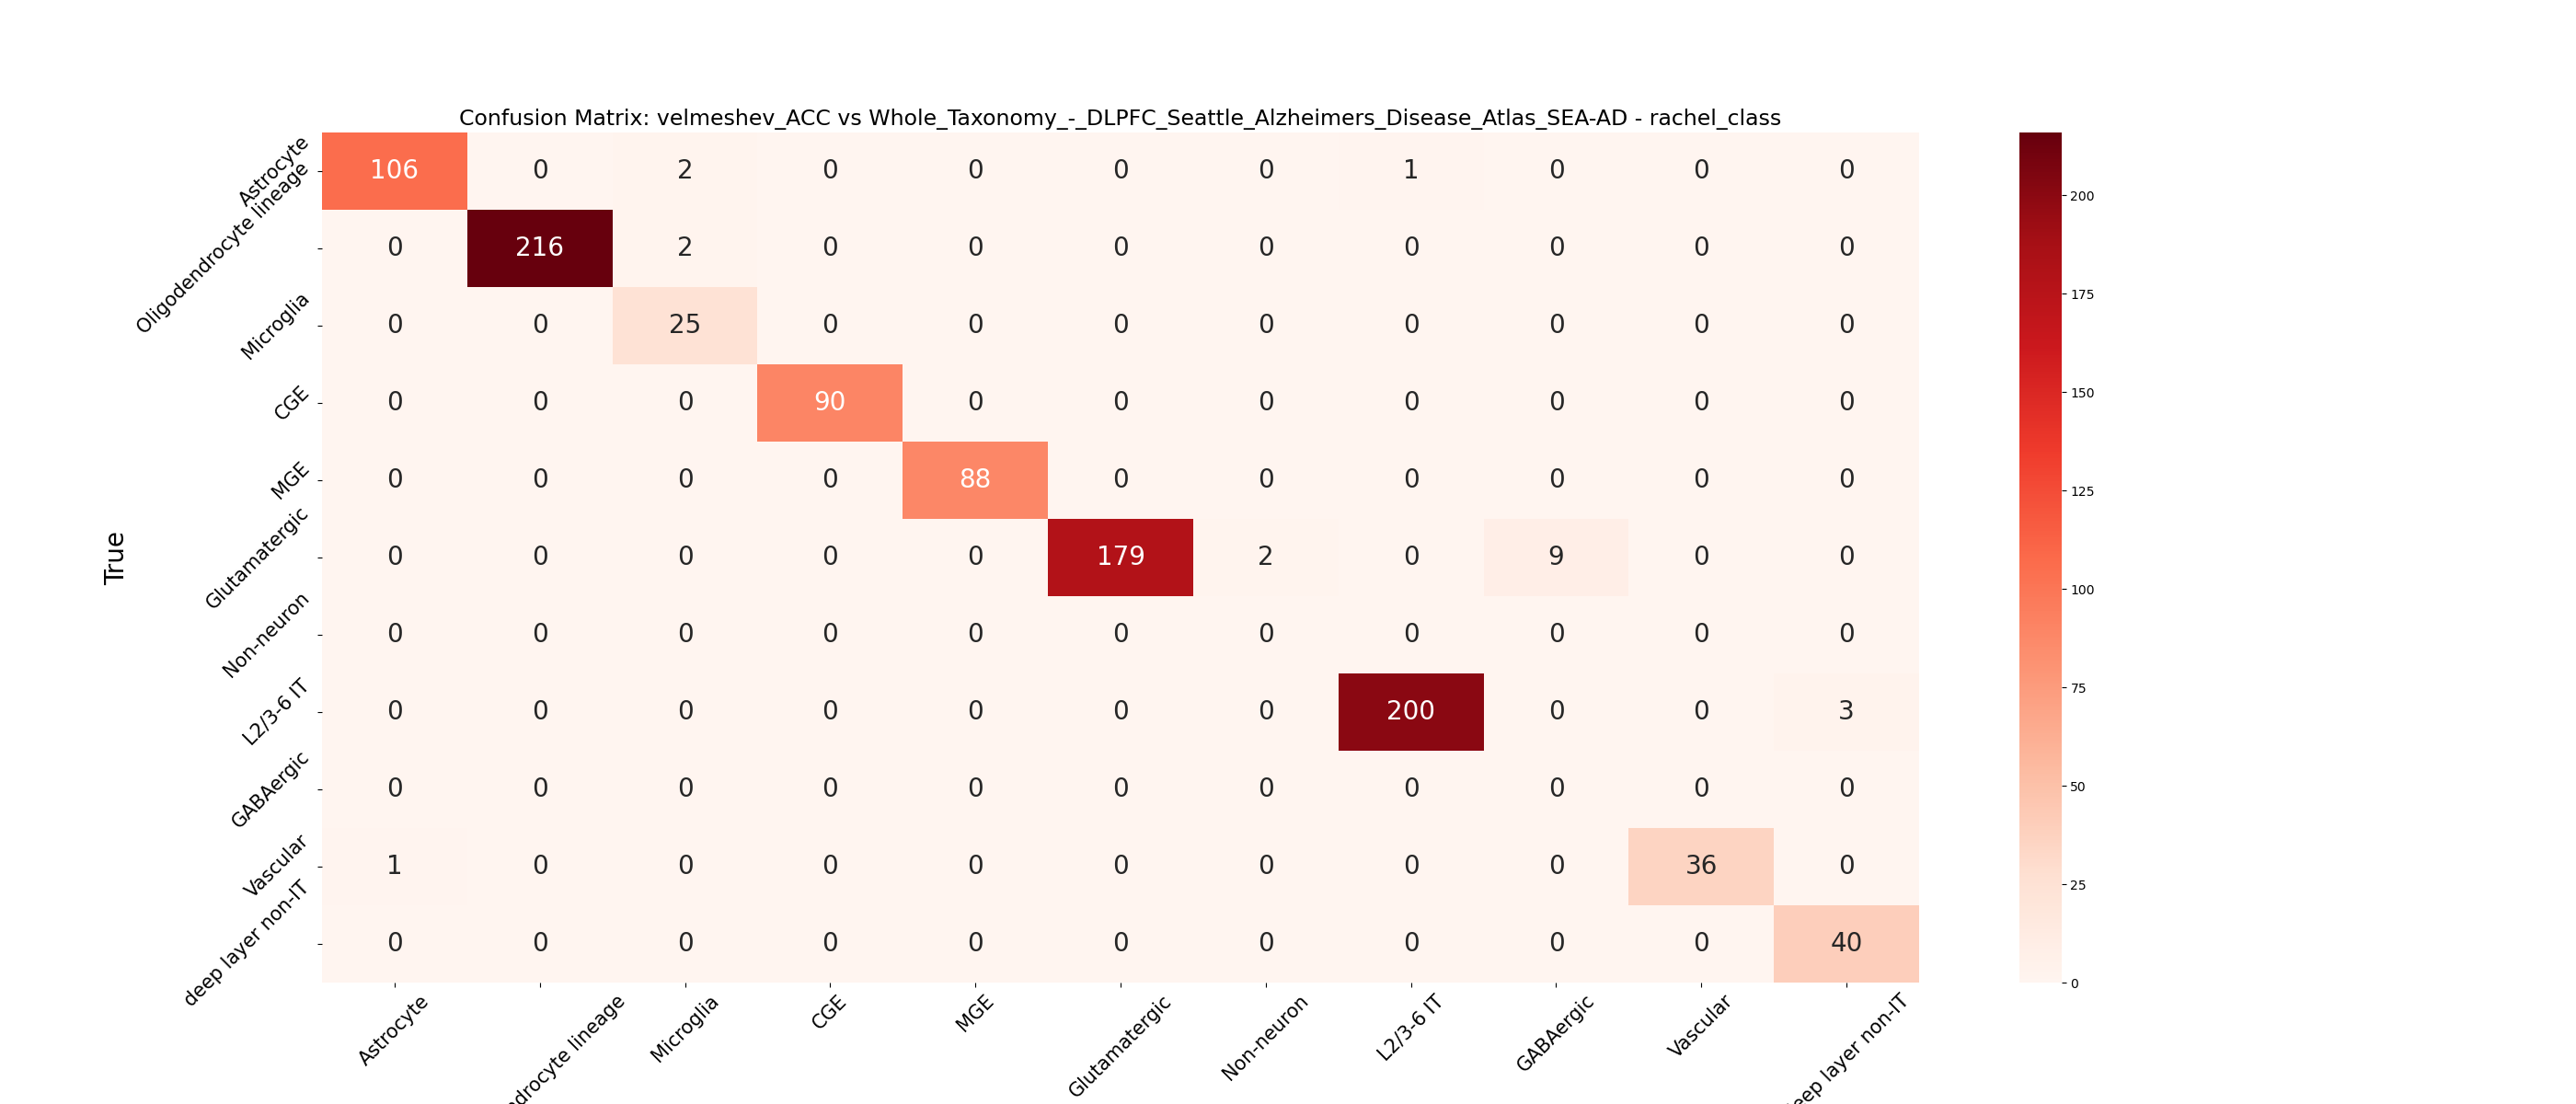 Confusion Matrix: velmeshev_ACC vs Whole_Taxonomy_-_DLPFC_Seattle_Alzheimers_Disease_Atlas_SEA-AD - rachel_class
True
Astrocyte 106 0 2 0 0 0 0 1 0 0 0
Oligodendrocyte lineage 0 216 2 0 0 0 0 0 0 0 0
Microglia 0 0 25 0 0 0 0 0 0 0 0
CGE 0 0 0 90 0 0 0 0 0 0 0
MGE 0 0 0 0 88 0 0 0 0 0 0
Glutamatergic 0 0 0 0 0 179 2 0 9 0 0
Non-neuron 0 0 0 0 0 0 0 0 0 0 0
L2/3-6 IT 0 0 0 0 0 0 0 200 0 0 3
GABAergic 0 0 0 0 0 0 0 0 0 0 0
Vascular 1 0 0 0 0 0 0 0 0 36 0
deep layer non-IT 0 0 0 0 0 0 0 0 0 0 40
Astrocyte
ndrocyte lineage
Microglia
CGE
MGE
Glutamatergic
Non-neuron
L2/3-6 IT
GABAergic
Vascular
eep layer non-IT
200
175
150
125
100
75
50
25
0